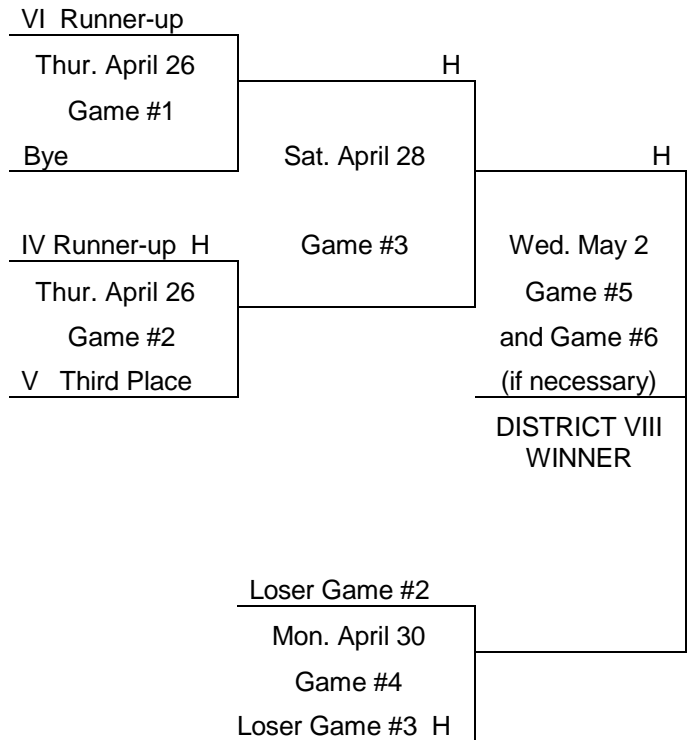 VI Runner-up
Thur. April 26
Game #1
Bye
H
Sat. April 28
Game #3
IV Runner-up H
Thur. April 26
Game #2
V Third Place
H
Wed. May 2
Game #5
and Game #6
(if necessary)
DISTRICT VIII
WINNER
Loser Game #2
Mon. April 30
Game #4
Loser Game #3 H